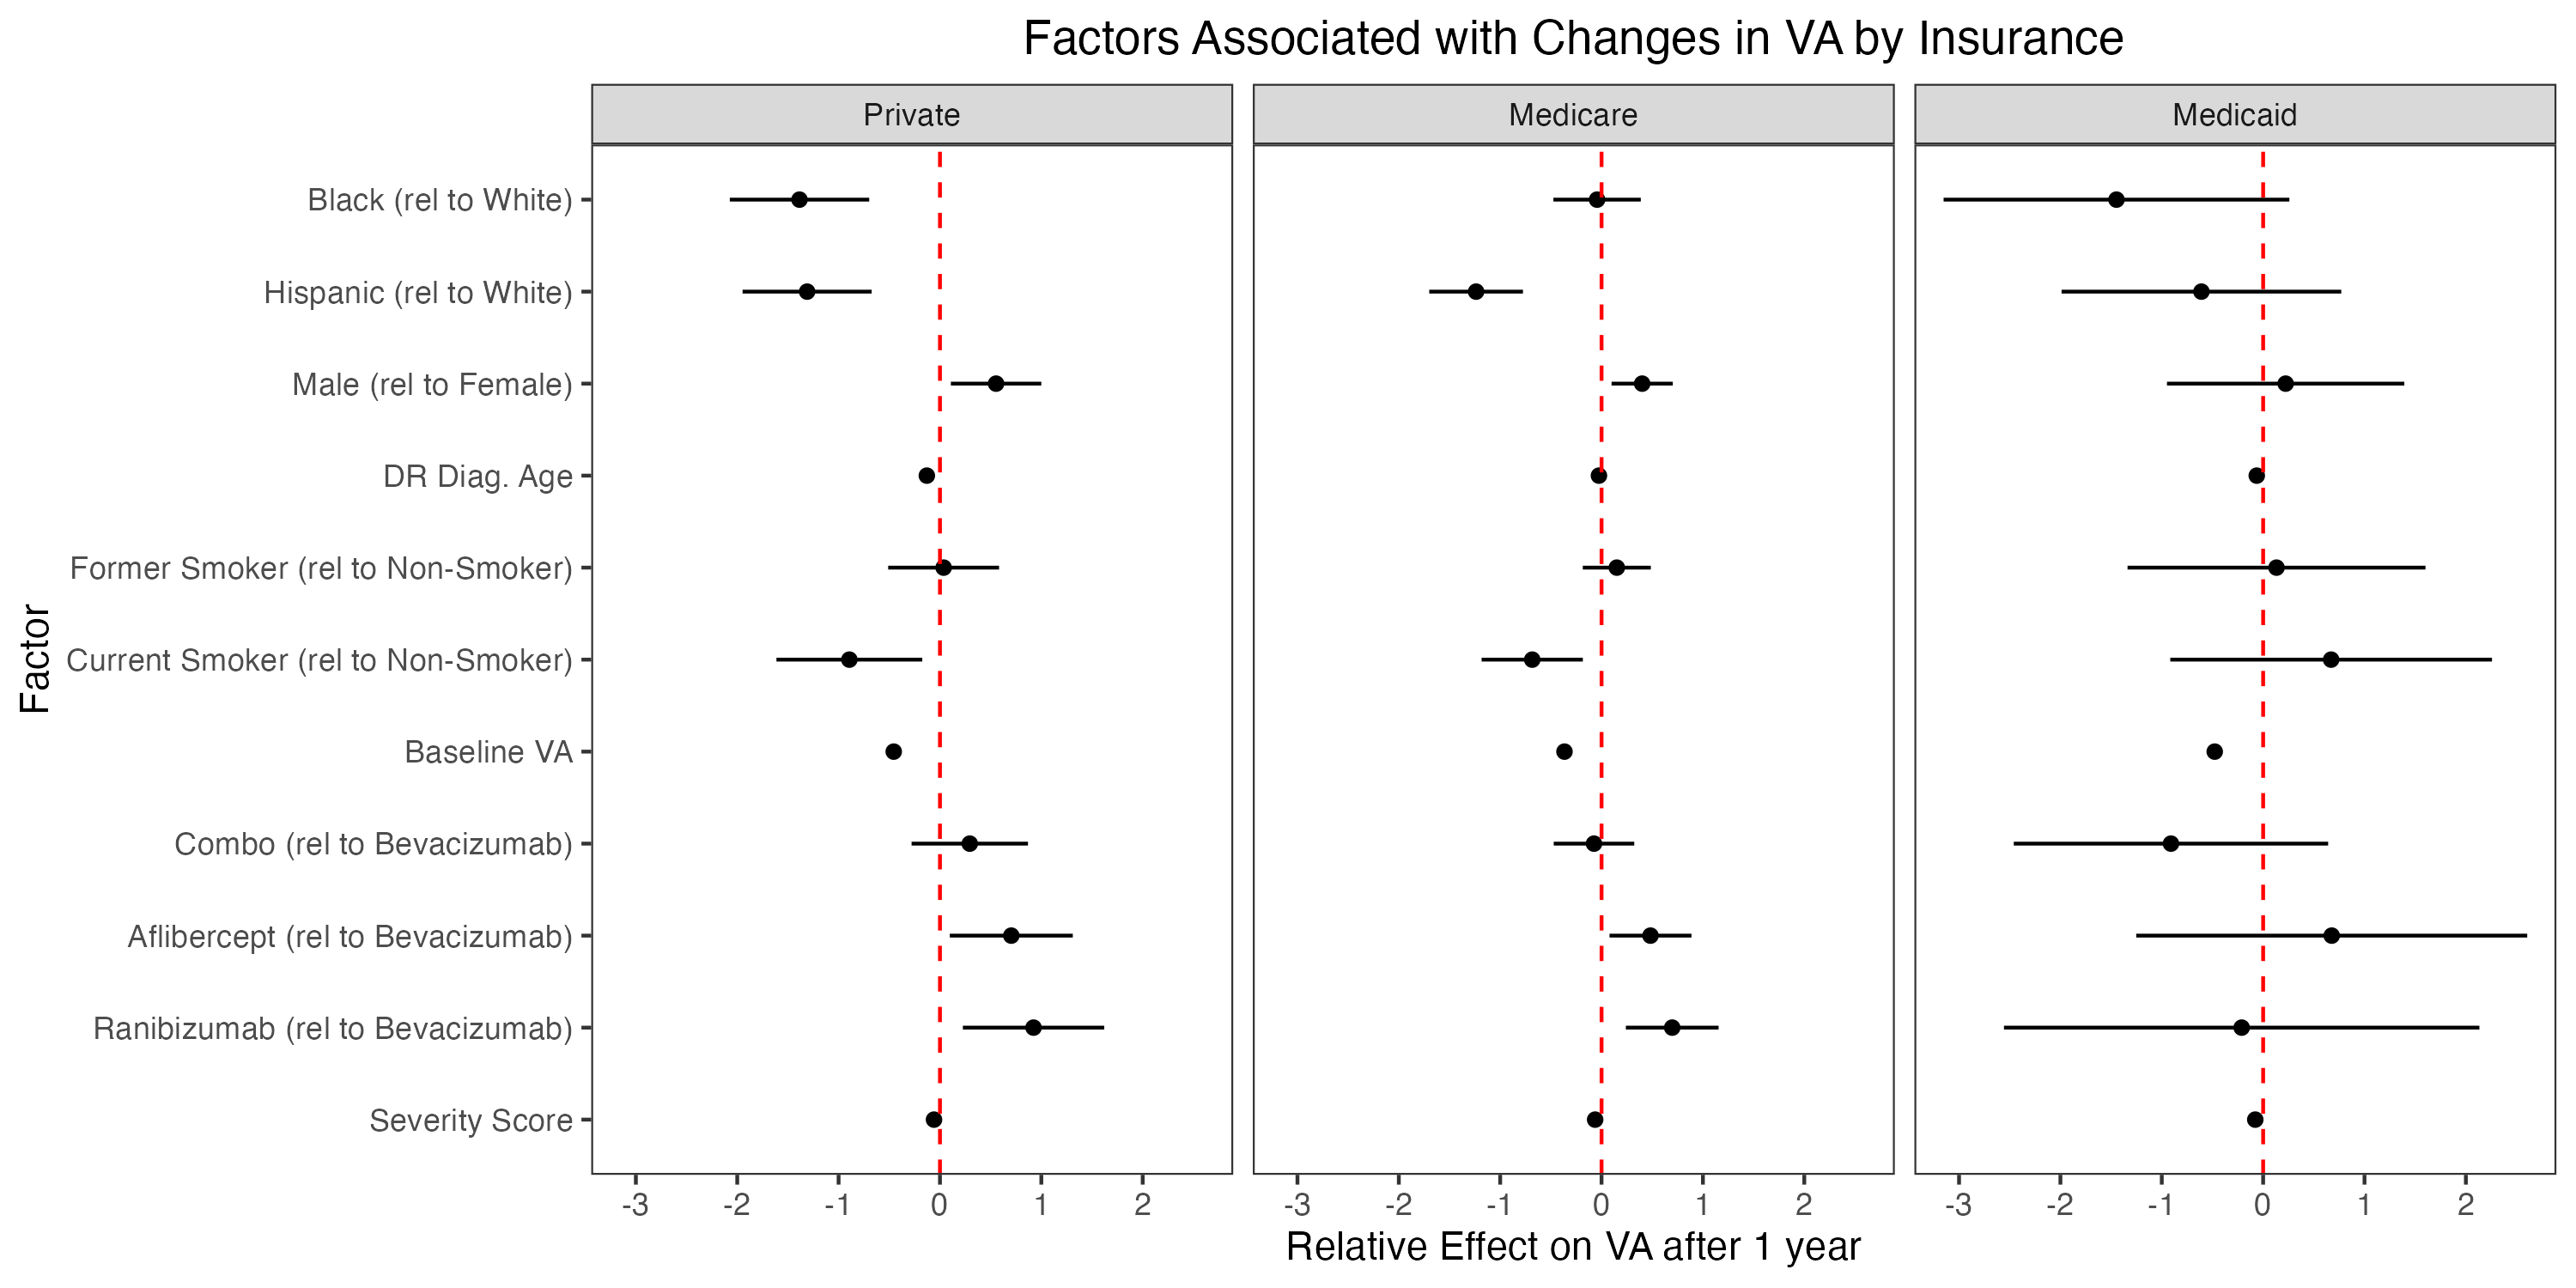 Factors Associated with Changes in VA by Insurance
Private
Medicare
Medicaid
Factor
Black (rel to White)
Hispanic (rel to White)
Male (rel to Female)
DR Diag. Age
Former Smoker (rel to Non-Smoker)
Current Smoker (rel to Non-Smoker)
Baseline VA
Combo (rel to Bevacizumab)
Aflibercept (rel to Bevacizumab)
Ranibizumab (rel to Bevacizumab)
Severity Score
-3 -2 -1 0 1 2
-3 -2 -1 0 1 2
-3 -2 -1 0 1 2
Relative Effect on VA after 1 year